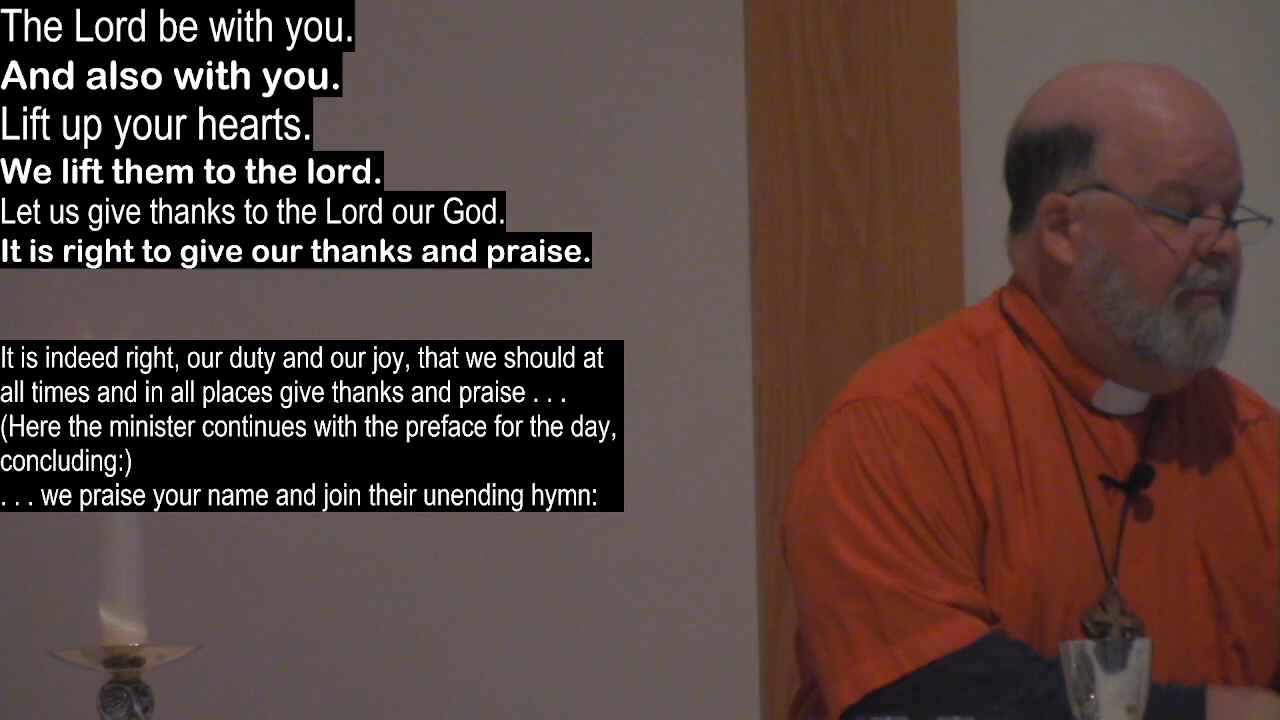 The Lord be with you.
And also with you.
Lift up your hearts.
We lift them to the lord.
Let us give thanks to the Lord our God.
It is right to give our thanks and praise.
It is indeed right, our duty and our joy, that we should at
all times and in all places give thanks and praise . . .
(Here the minister continues with the preface for the day,
concluding:)
. . . we praise your name and join their unending hymn: